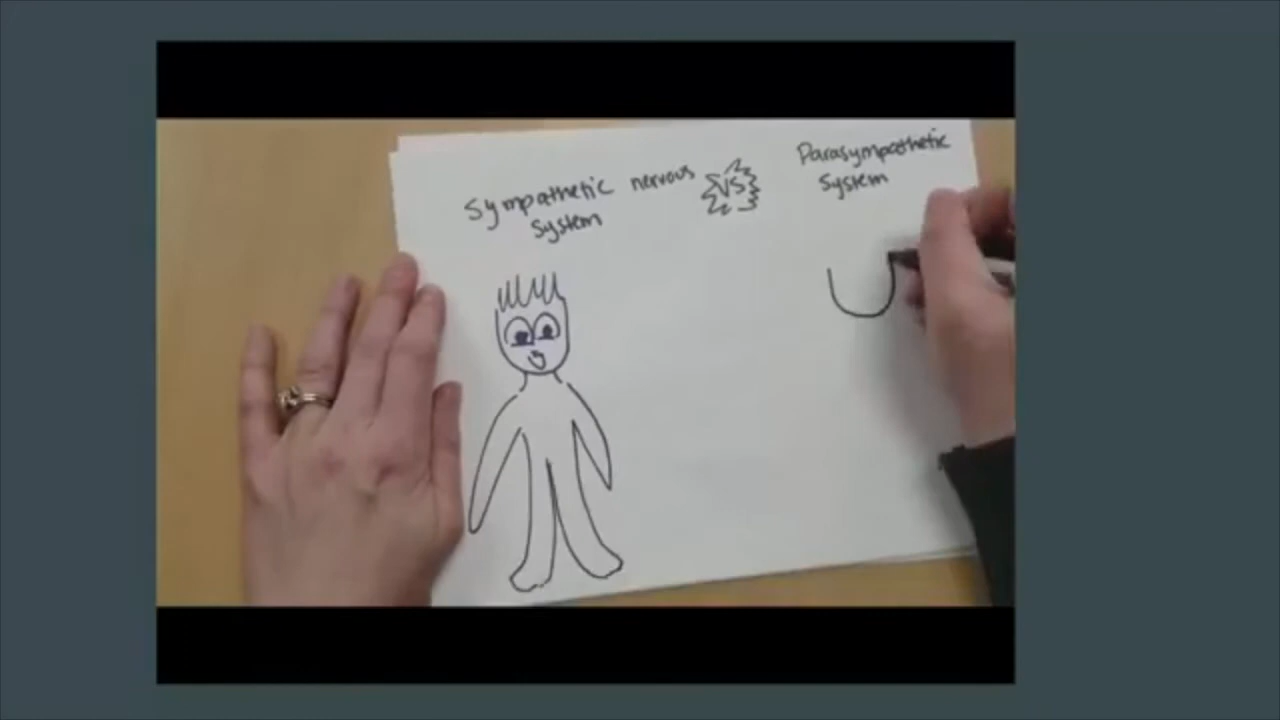 Sympathetic nervous
System
VS
Parasympathetic
System